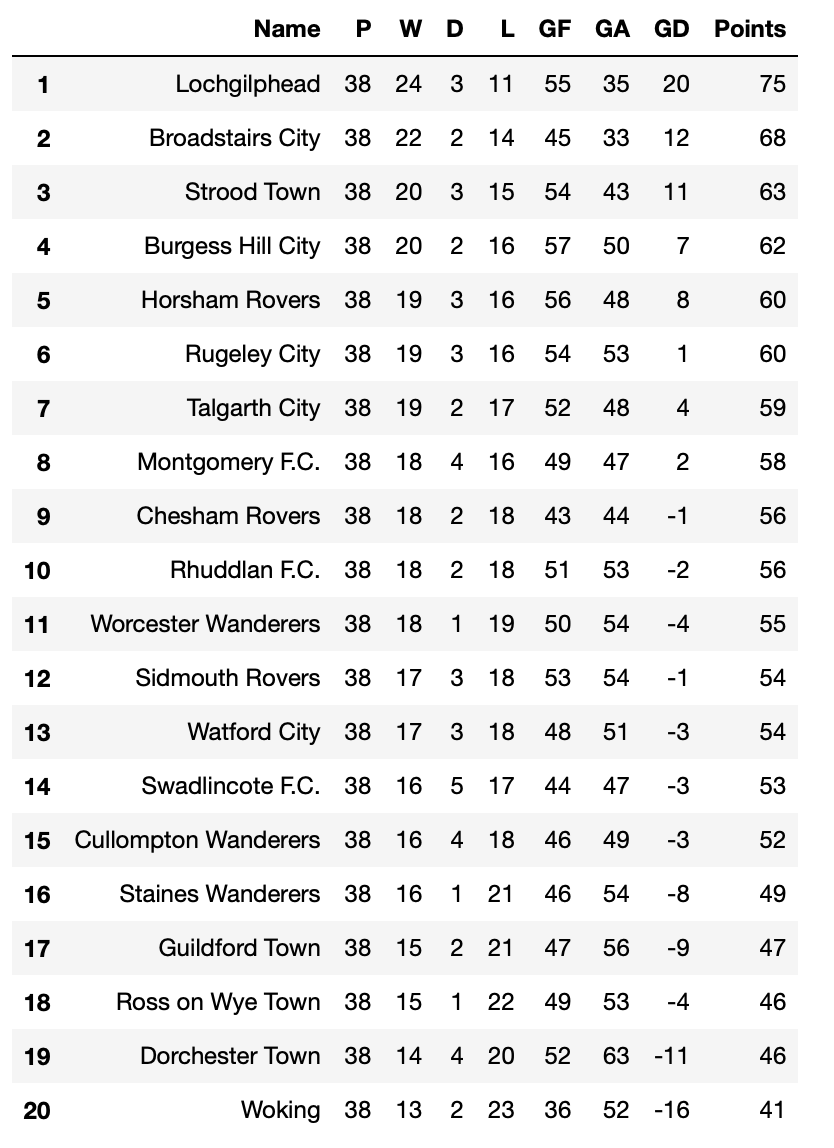 Name P W D L GF GA GD Points
1 Lochgilphead 38 24 3 11 55 35 20 75
2 Broadstairs City 38 22 2 14 45 33 12 68
3 Strood Town 38 20 3 15 54 43 11 63
4 Burgess Hill City 38 20 2 16 57 50 7 62
5 Horsham Rovers 38 19 3 16 56 48 8 60
6 Rugeley City 38 19 3 16 54 53 1 60
7 Talgarth City 38 19 2 17 52 48 4 59
8 Montgomery F.C. 38 18 4 16 49 47 2 58
9 Chesham Rovers 38 18 2 18 43 44 -1 56
10 Rhuddlan F.C. 38 18 2 18 51 53 -2 56
11 Worcester Wanderers 38 18 1 19 50 54 -4 55
12 Sidmouth Rovers 38 17 3 18 53 54 -1 54
13 Watford City 38 17 3 18 48 51 -3 54
14 Swadlincote F.C. 38 16 5 17 44 47 -3 53
15 Cullompton Wanderers 38 16 4 18 46 49 -3 52
16 Staines Wanderers 38 16 1 21 46 54 -8 49
17 Guildford Town 38 15 2 21 47 56 -9 47
18 Ross on Wye Town 38 15 1 22 49 53 -4 46
19 Dorchester Town 38 14 4 20 52 63 -11 46
20 Woking 38 13 2 23 36 52 -16 41